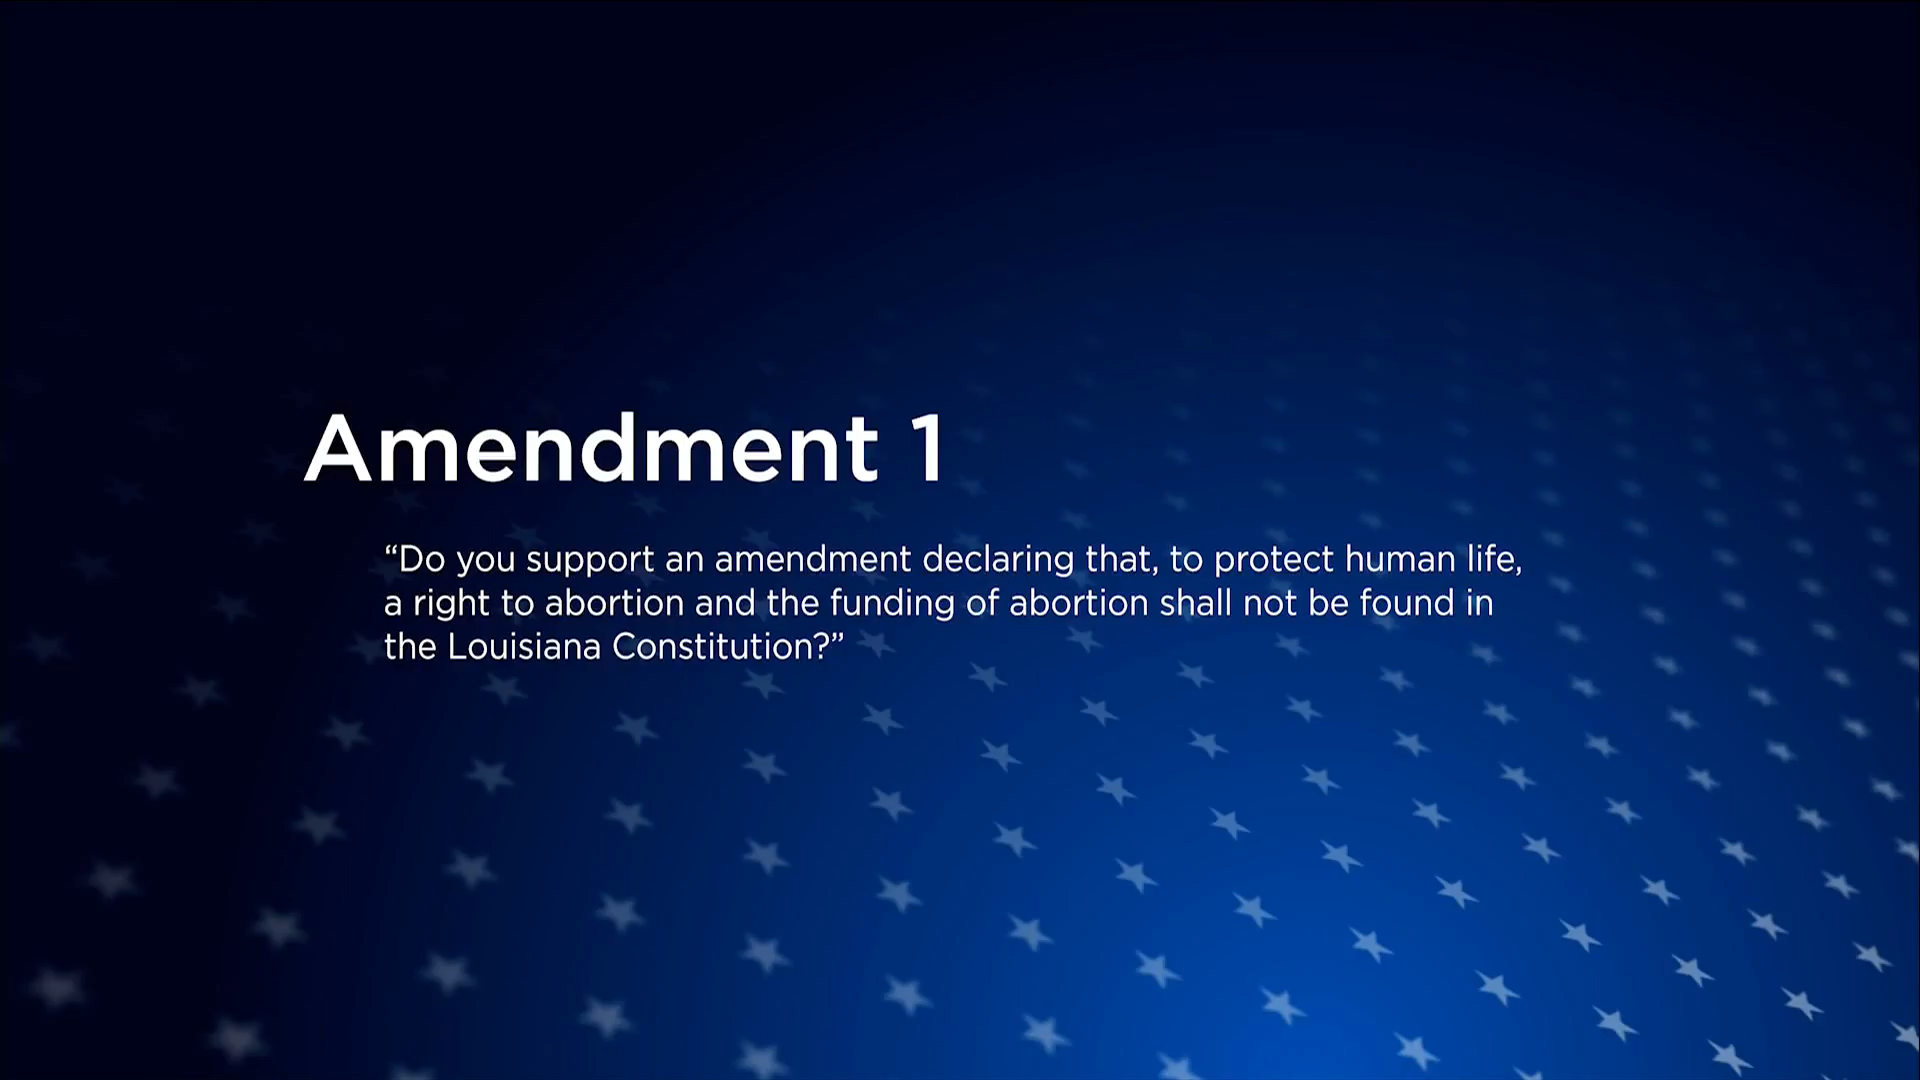 Amendment 1
“Do you support an amendment declaring that, to protect human life,
a right to abortion and the funding of abortion shall not be found in
the Louisiana Constitution?”